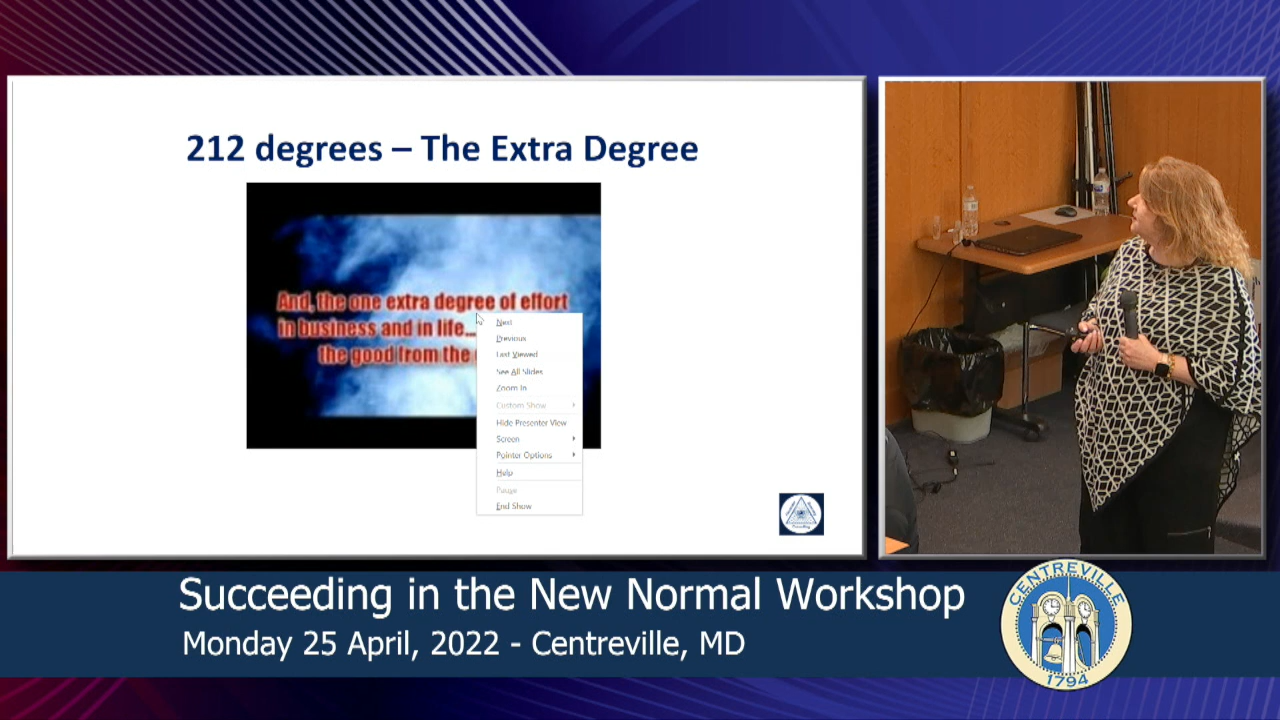 212 degrees – The Extra Degree
And, the one extra degree of effort
in business and in life...
the good from the
Next
Previous
Last Viewed
See All Slides
Zoom In
Custom Show
Hide Presenter View
Screen
Pointer Options
Help
Pause
End Show
Succeeding in the New Normal Workshop
Monday 25 April, 2022 - Centreville, MD
CENTREVILLE
1794